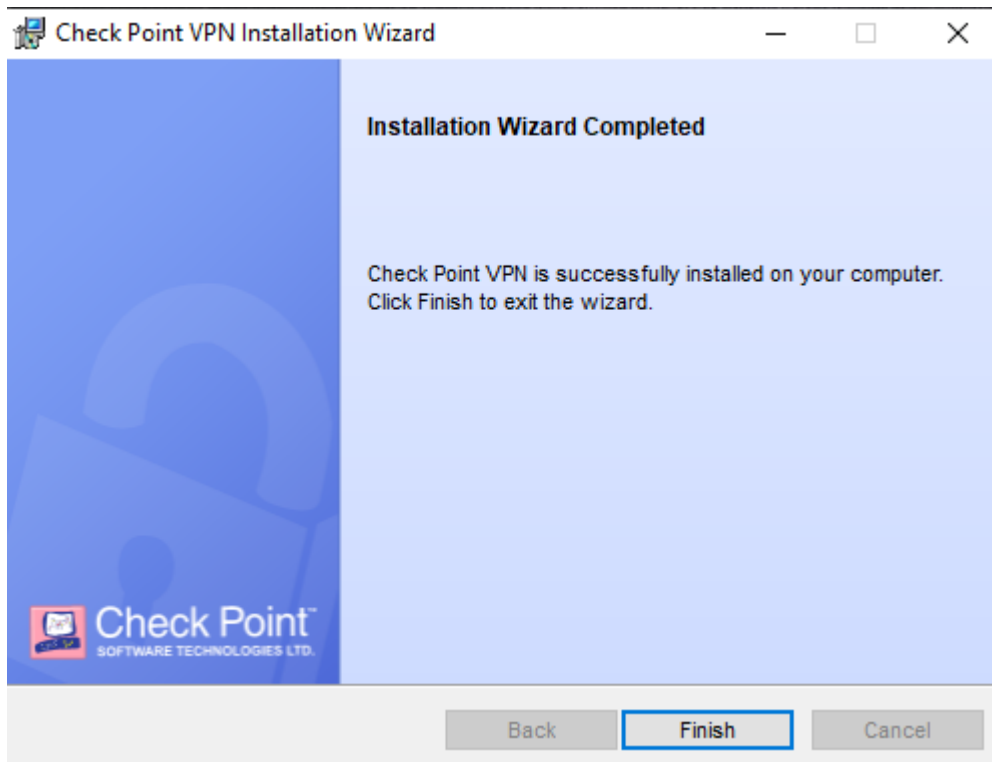 Check Point VPN Installation Wizard
Installation Wizard Completed
Check Point VPN is successfully installed on your computer.
Click Finish to exit the wizard.
Check Point™
SOFTWARE TECHNOLOGIES LTD.
Back
Finish
Cancel